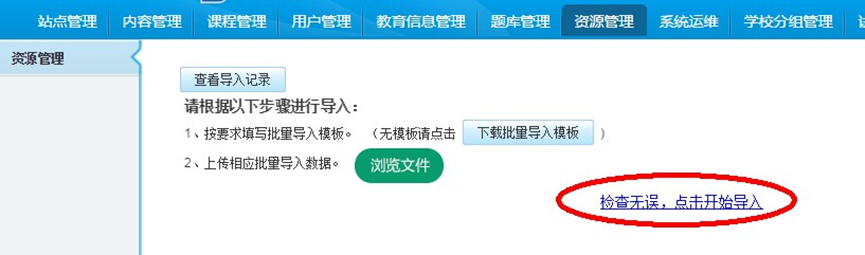 站点管理 内容管理 课程管理 用户管理 教育信息管理 题库管理 资源管理 系统运维 学校分组管理
资源管理
查看导入记录
请根据以下步骤进行导入：
1、按要求填写批量导入模板。 （无模板请点击 下载批量导入模板 ）
2、上传相应批量导入数据。 浏览文件
检查无误，点击开始导入